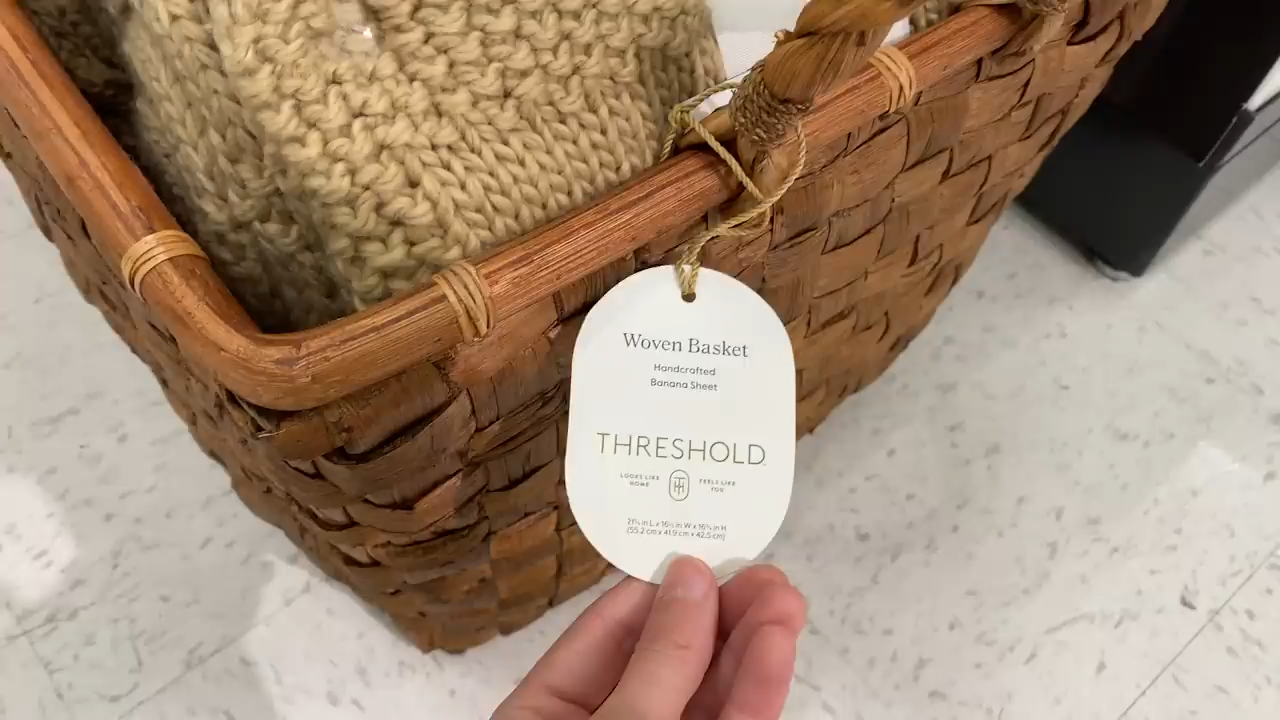 Woven Basket
Handcrafted
Banana Sheet
THRESHOLD
LOOKS LIKE HOME
FEELS LIKE YOU
21¾ in L x 16½ in W x 16¾ in H
(55.2 cm x 41.9 cm x 42.5 cm)